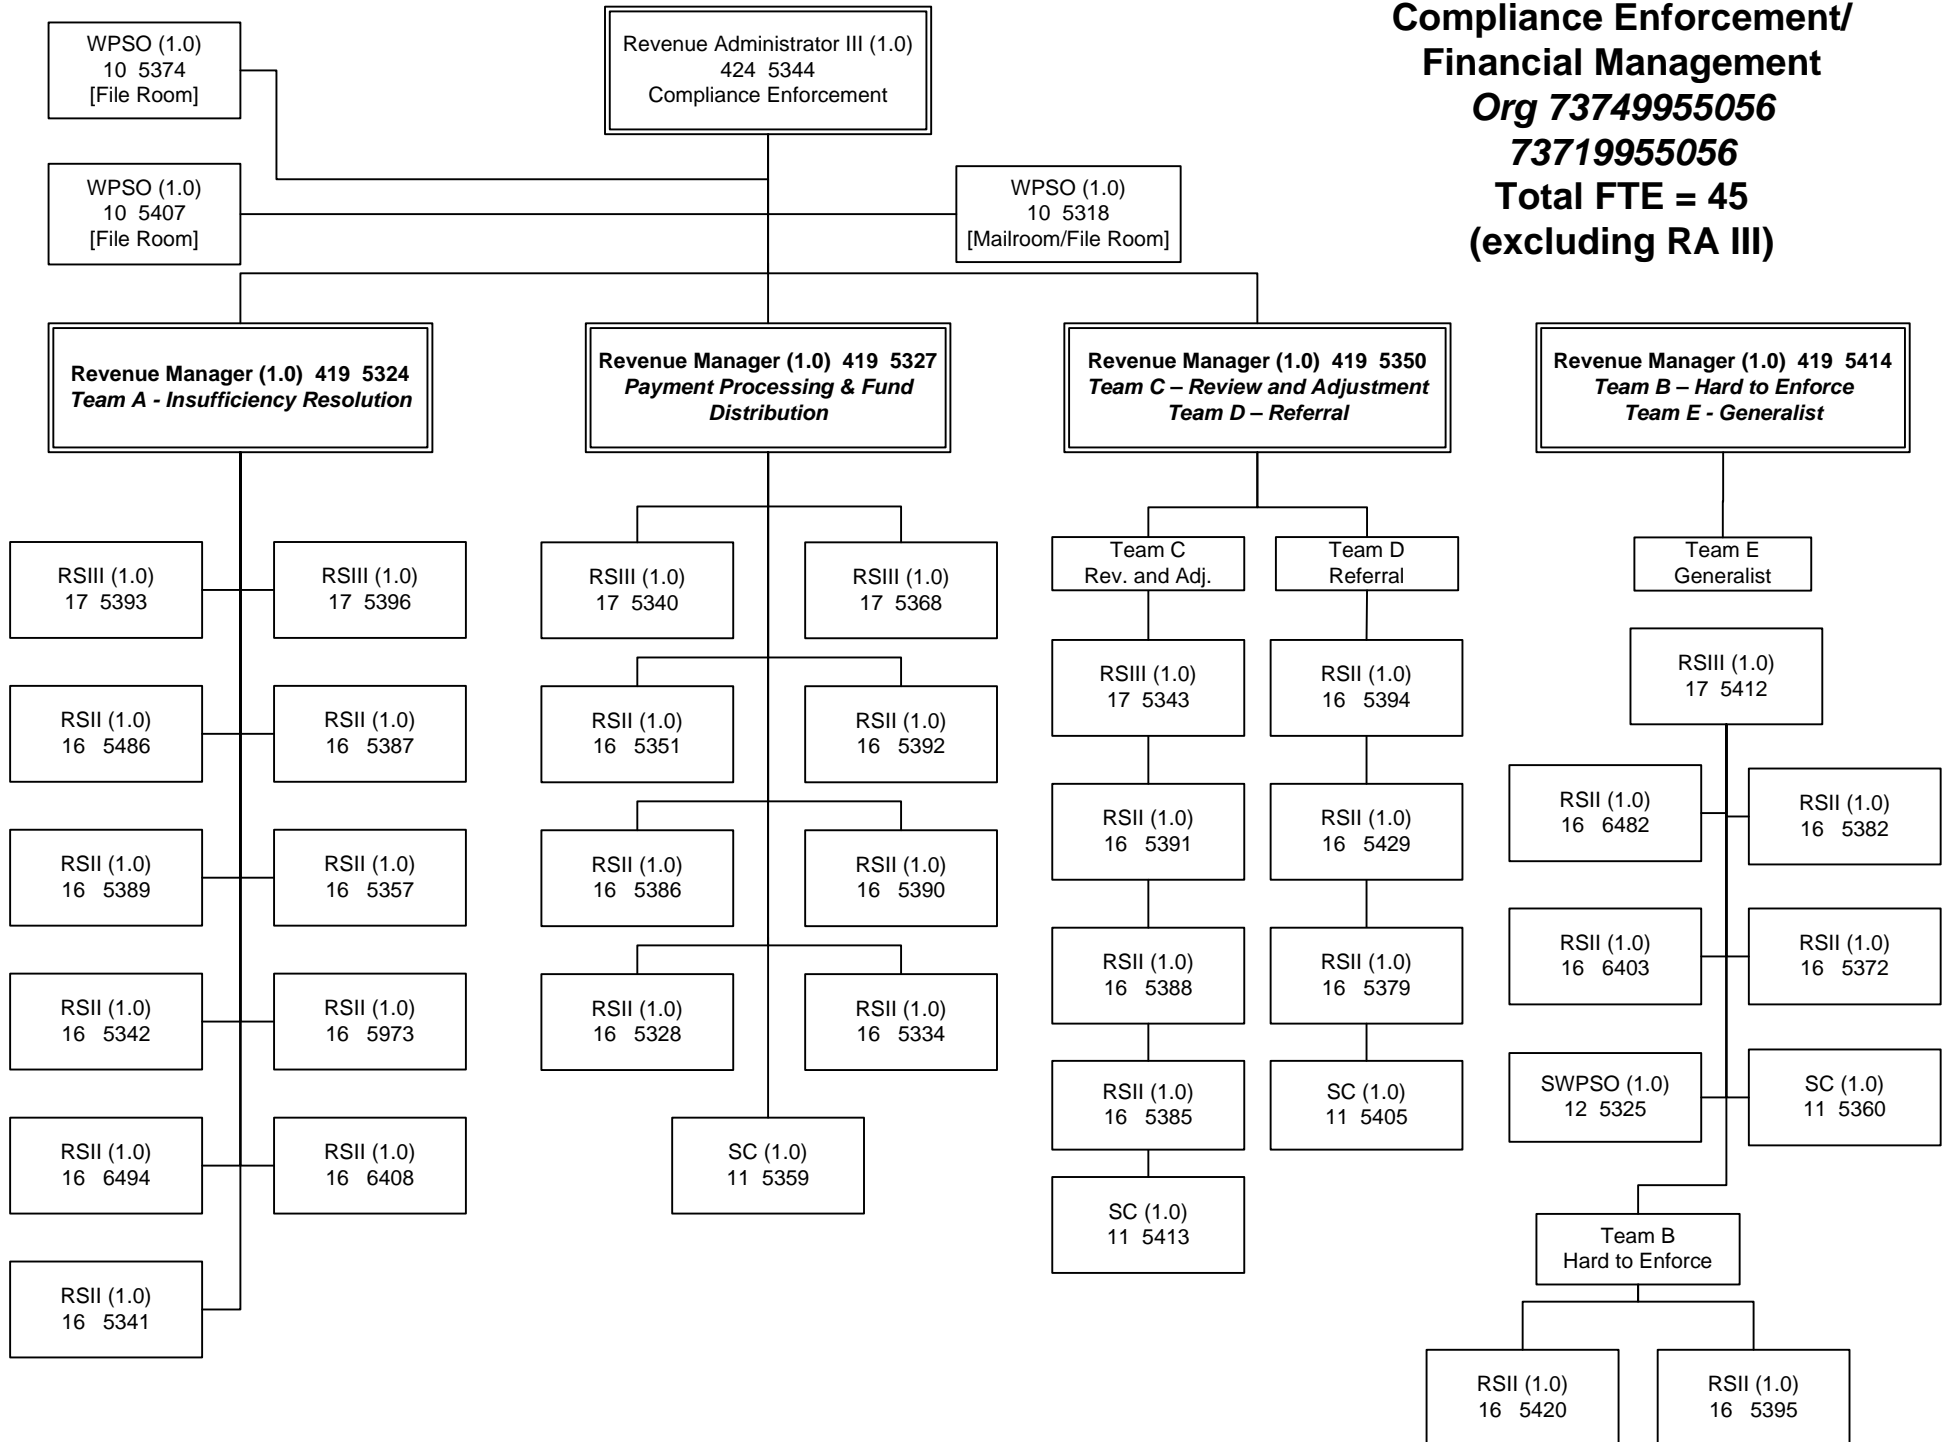 Compliance Enforcement/
Financial Management
Org 73749955056
73719955056
Total FTE = 45
(excluding RA III)
WPSO (1.0)
10 5374
[File Room]
Revenue Administrator III (1.0)
424 5344
Compliance Enforcement
WPSO (1.0)
10 5407
[File Room]
WPSO (1.0)
10 5318
[Mailroom/File Room]
Revenue Manager (1.0) 419 5324
Team A - Insufficiency Resolution
Revenue Manager (1.0) 419 5327
Payment Processing & Fund
Distribution
Revenue Manager (1.0) 419 5350
Team C – Review and Adjustment
Team D – Referral
Revenue Manager (1.0) 419 5414
Team B – Hard to Enforce
Team E - Generalist
RSIII (1.0)
17 5393
RSIII (1.0)
17 5396
RSII (1.0)
16 5486
RSII (1.0)
16 5387
RSII (1.0)
16 5389
RSII (1.0)
16 5357
RSII (1.0)
16 5342
RSII (1.0)
16 5973
RSII (1.0)
16 6494
RSII (1.0)
16 6408
RSII (1.0)
16 5341
RSIII (1.0)
17 5340
RSIII (1.0)
17 5368
RSII (1.0)
16 5351
RSII (1.0)
16 5392
RSII (1.0)
16 5386
RSII (1.0)
16 5390
RSII (1.0)
16 5328
RSII (1.0)
16 5334
SC (1.0)
11 5359
Team C
Rev. and Adj.
RSIII (1.0)
17 5343
RSII (1.0)
16 5391
RSII (1.0)
16 5388
RSII (1.0)
16 5385
SC (1.0)
11 5413
Team D
Referral
RSII (1.0)
16 5394
RSII (1.0)
16 5429
RSII (1.0)
16 5379
SC (1.0)
11 5405
Team E
Generalist
RSIII (1.0)
17 5412
RSII (1.0)
16 6482
RSII (1.0)
16 5382
RSII (1.0)
16 6403
RSII (1.0)
16 5372
SWPSO (1.0)
12 5325
SC (1.0)
11 5360
Team B
Hard to Enforce
RSII (1.0)
16 5420
RSII (1.0)
16 5395